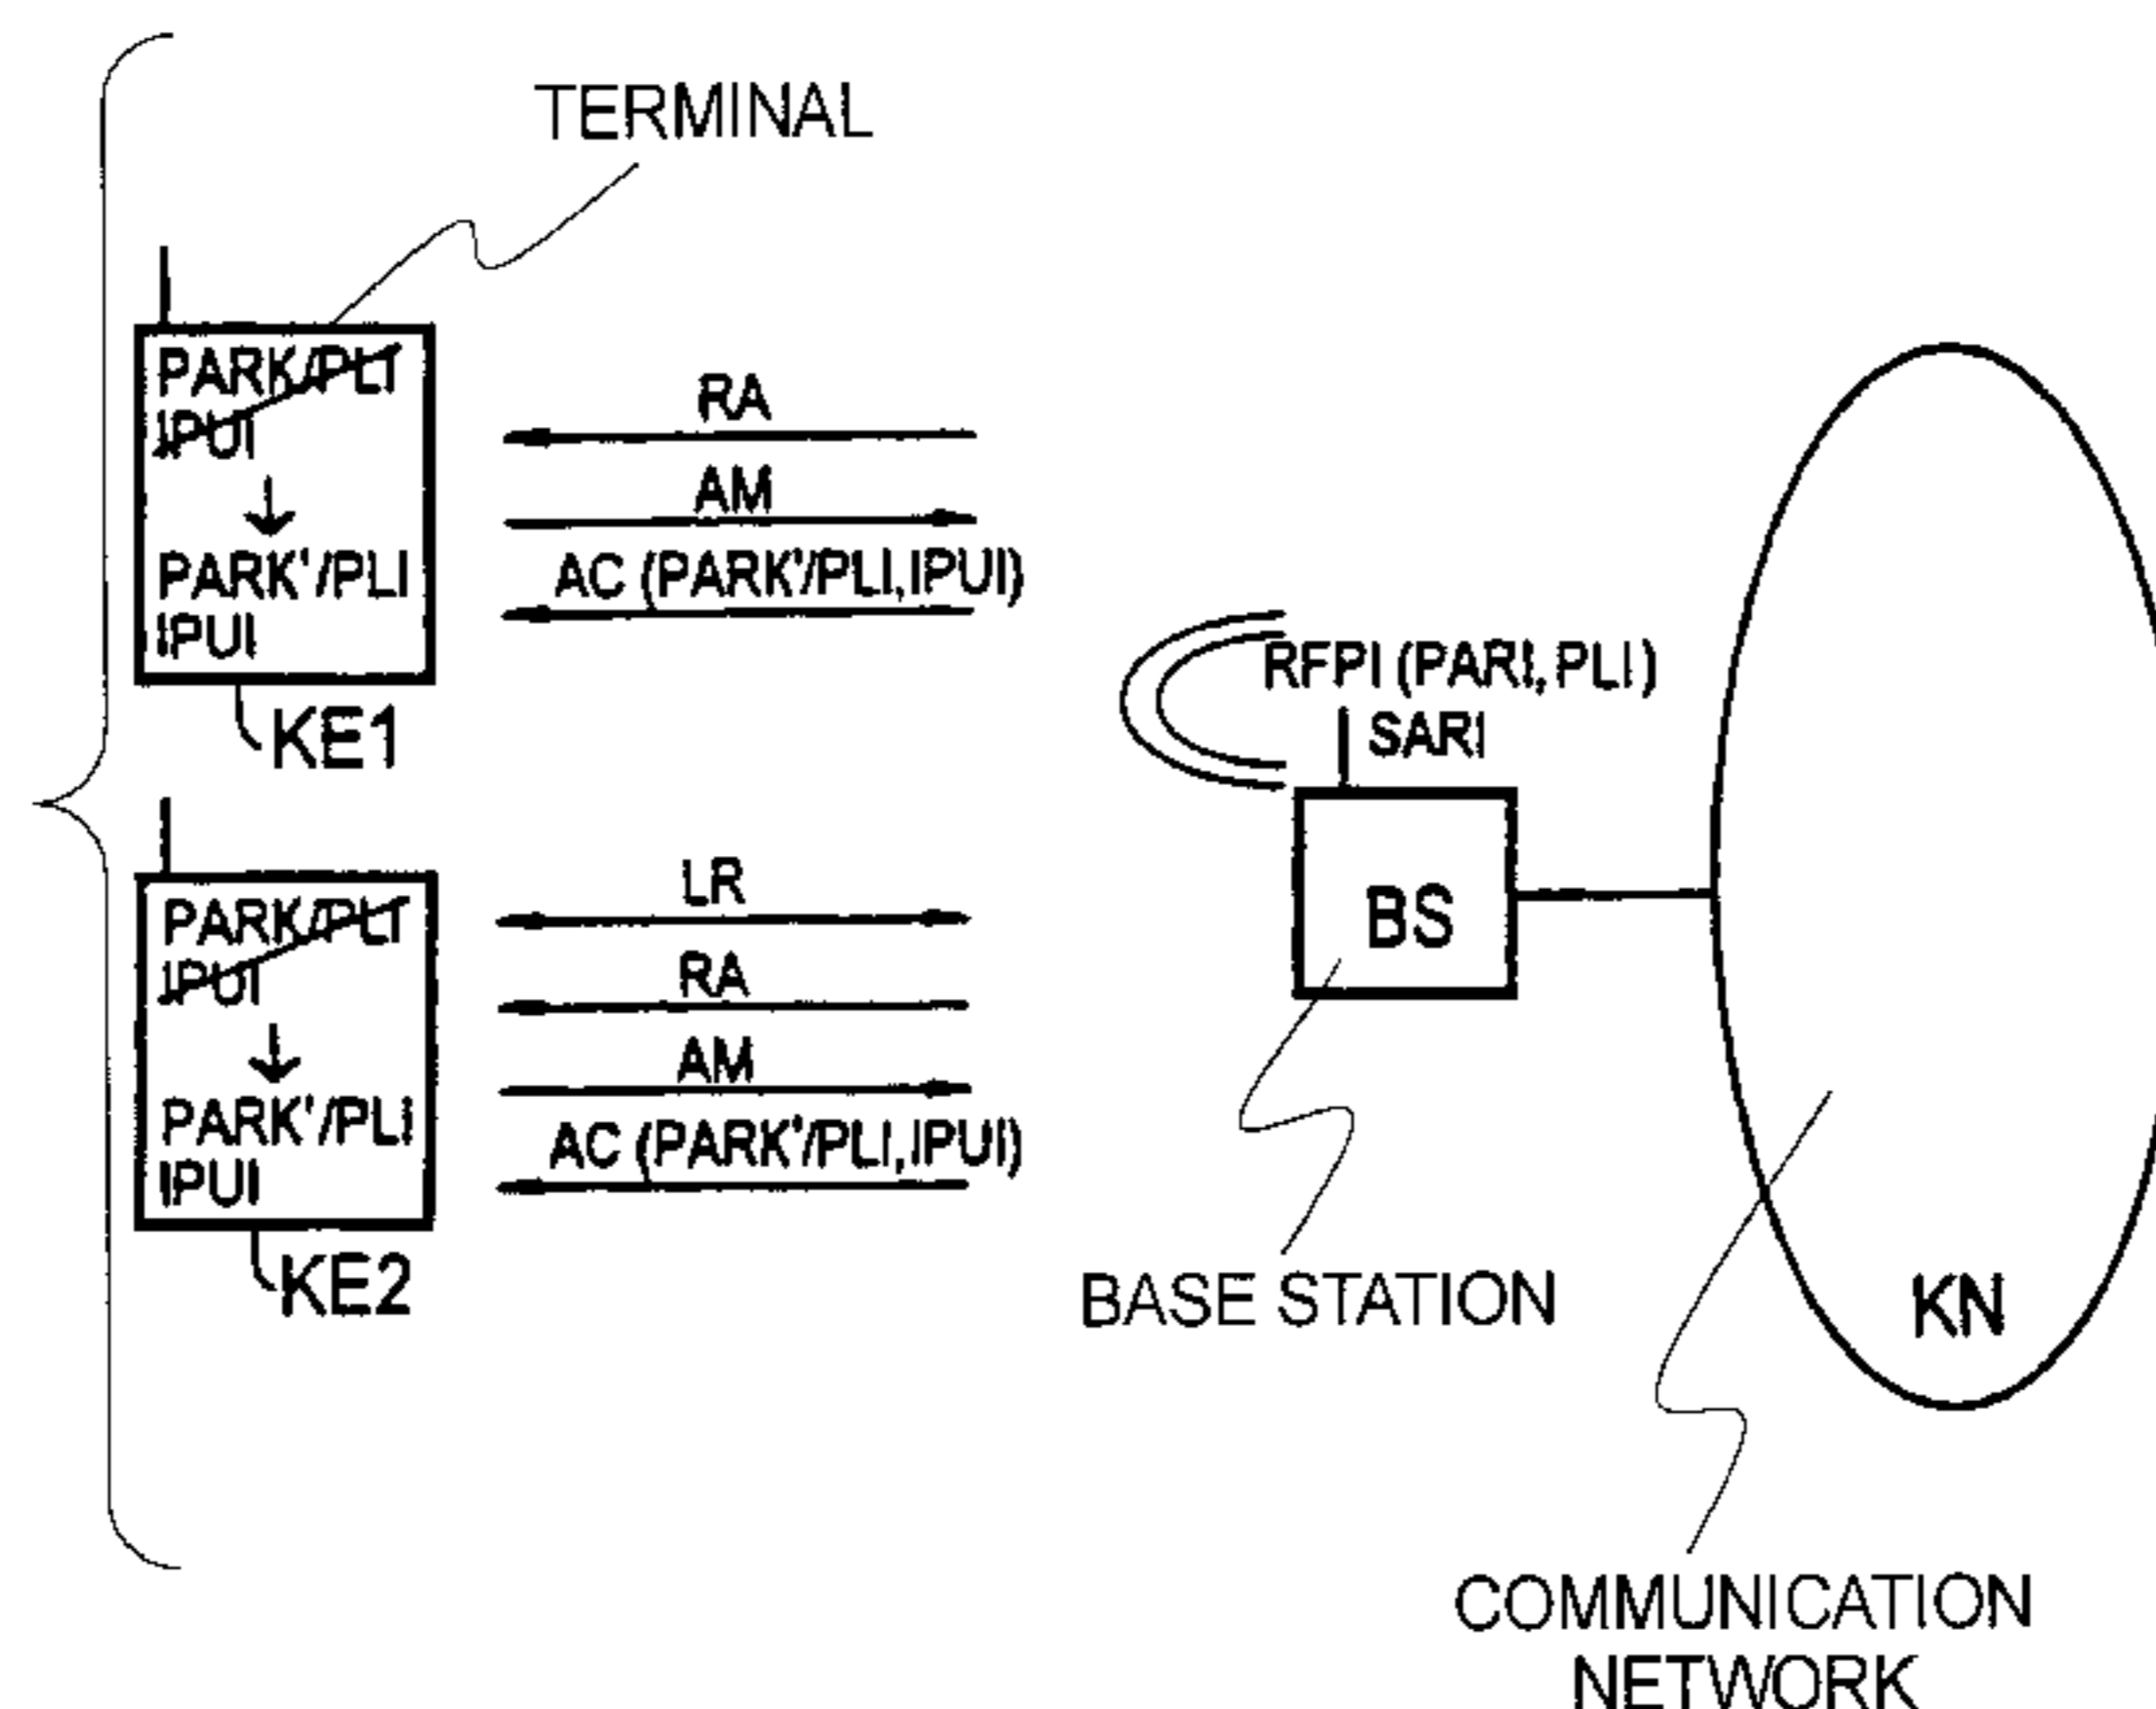 TERMINAL
PARK/PLI
IPUI
PARK'/PLI
IPUI
KE1
RA
AM
AC (PARK'/PLI, IPUI)
RFPI (PARI, PLI)
SARI
BS
PARK/PLI
IPUI
PARK'/PLI
IPUI
KE2
LR
RA
AM
AC (PARK'/PLI, IPUI)
BASE STATION
KN
COMMUNICATION
NETWORK